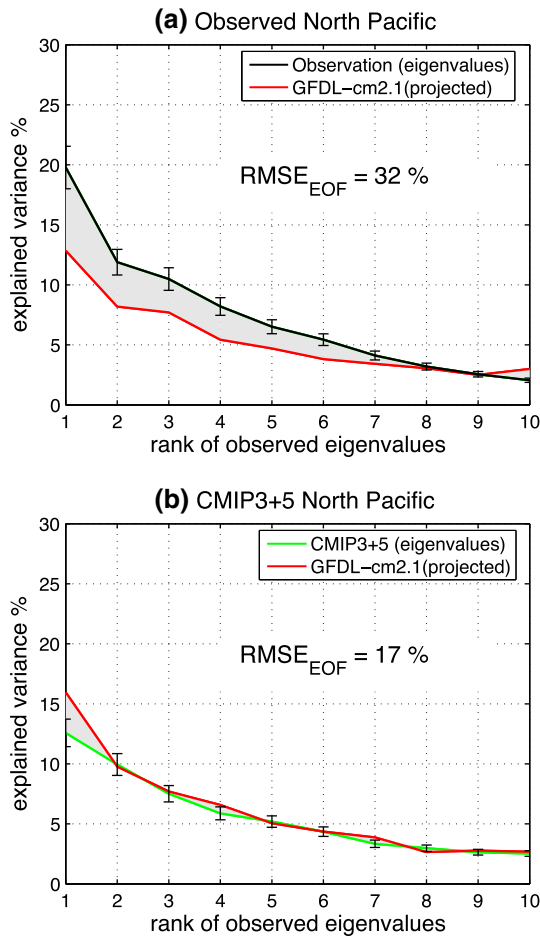 (a) Observed North Pacific
30
25
20
15
10
5
0
explained variance %
Observation (eigenvalues)
GFDL−cm2.1(projected)
RMSE_EOF = 32 %
1 2 3 4 5 6 7 8 9 10
rank of observed eigenvalues
(b) CMIP3+5 North Pacific
30
25
20
15
10
5
0
explained variance %
CMIP3+5 (eigenvalues)
GFDL−cm2.1(projected)
RMSE_EOF = 17 %
1 2 3 4 5 6 7 8 9 10
rank of observed eigenvalues